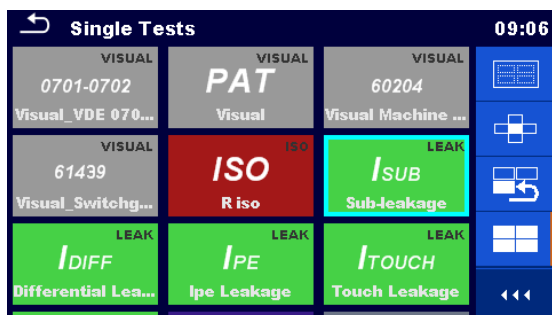 Single Tests
09:06
VISUAL
0701-0702
Visual_VDE 070...
VISUAL
PAT
Visual
VISUAL
60204
Visual Machine ...
VISUAL
61439
Visual_Switchg...
ISO
ISO
R iso
LEAK
ISUB
Sub-leakage
LEAK
IDIFF
Differential Lea...
LEAK
IPE
Ipe Leakage
LEAK
ITOUCH
Touch Leakage